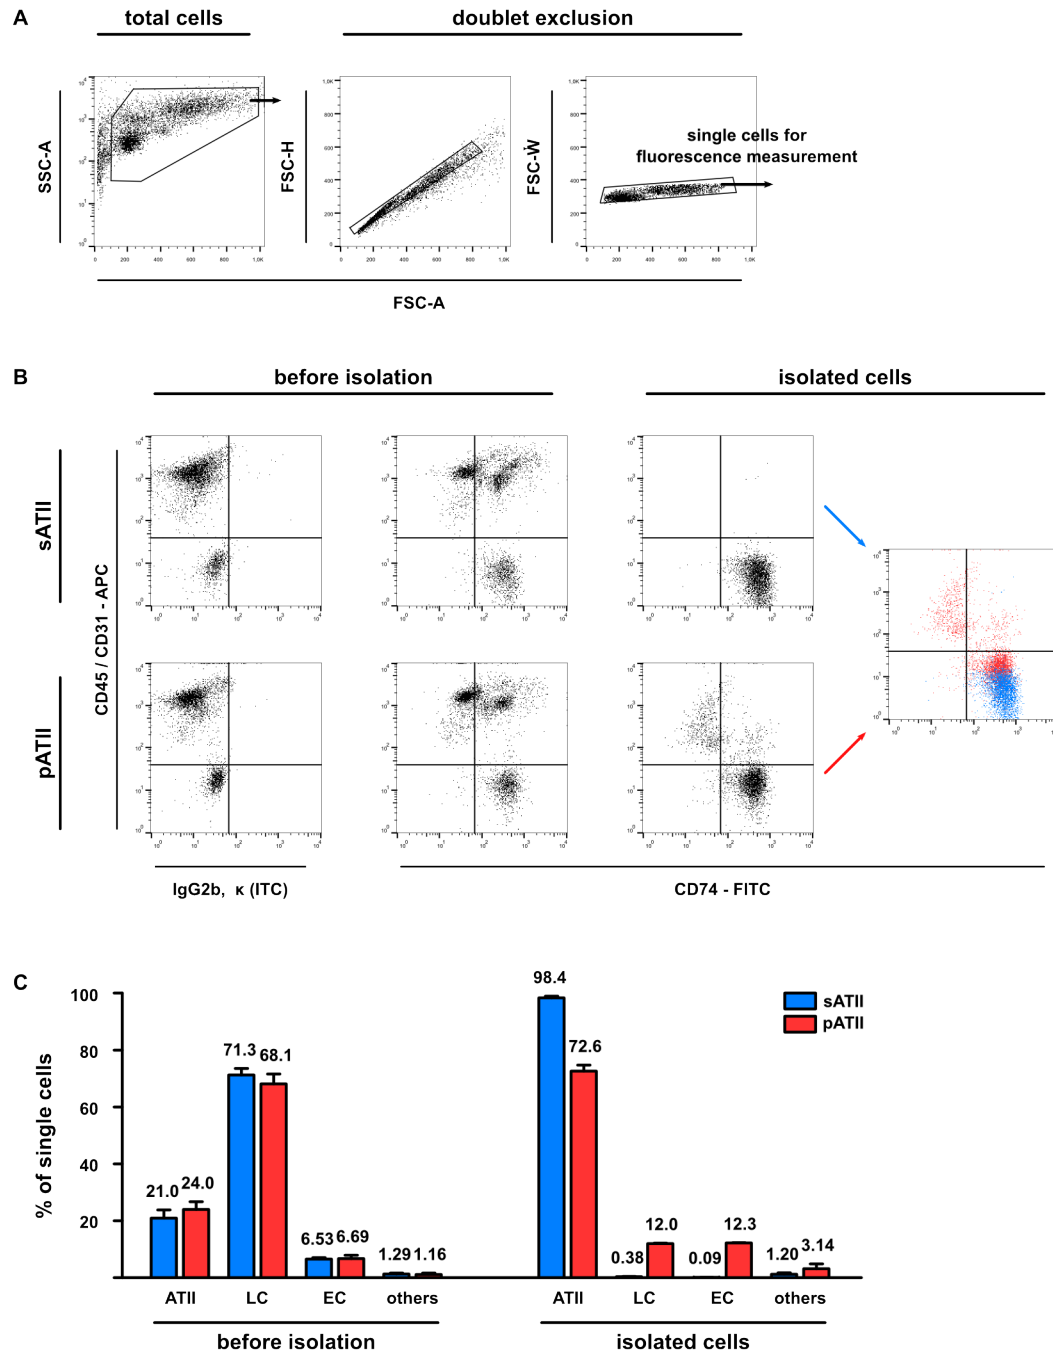 A
total cells
doublet exclusion
SSC-A
FSC-H
FSC-Ẇ
single cells for
fluorescence measurement
FSC-A
B
before isolation
isolated cells
sATII
pATII
CD45 / CD31 - APC
IgG2b, κ (ITC)
CD74 - FITC
C
% of single cells
100
80
60
40
20
21.0
24.0
71.3
68.1
6.53
6.69
1.29
1.16
98.4
72.6
0.38
12.0
0.09
12.3
1.20
3.14
sATII
pATII
ATII
LC
EC
others
ATII
LC
EC
others
before isolation
isolated cells